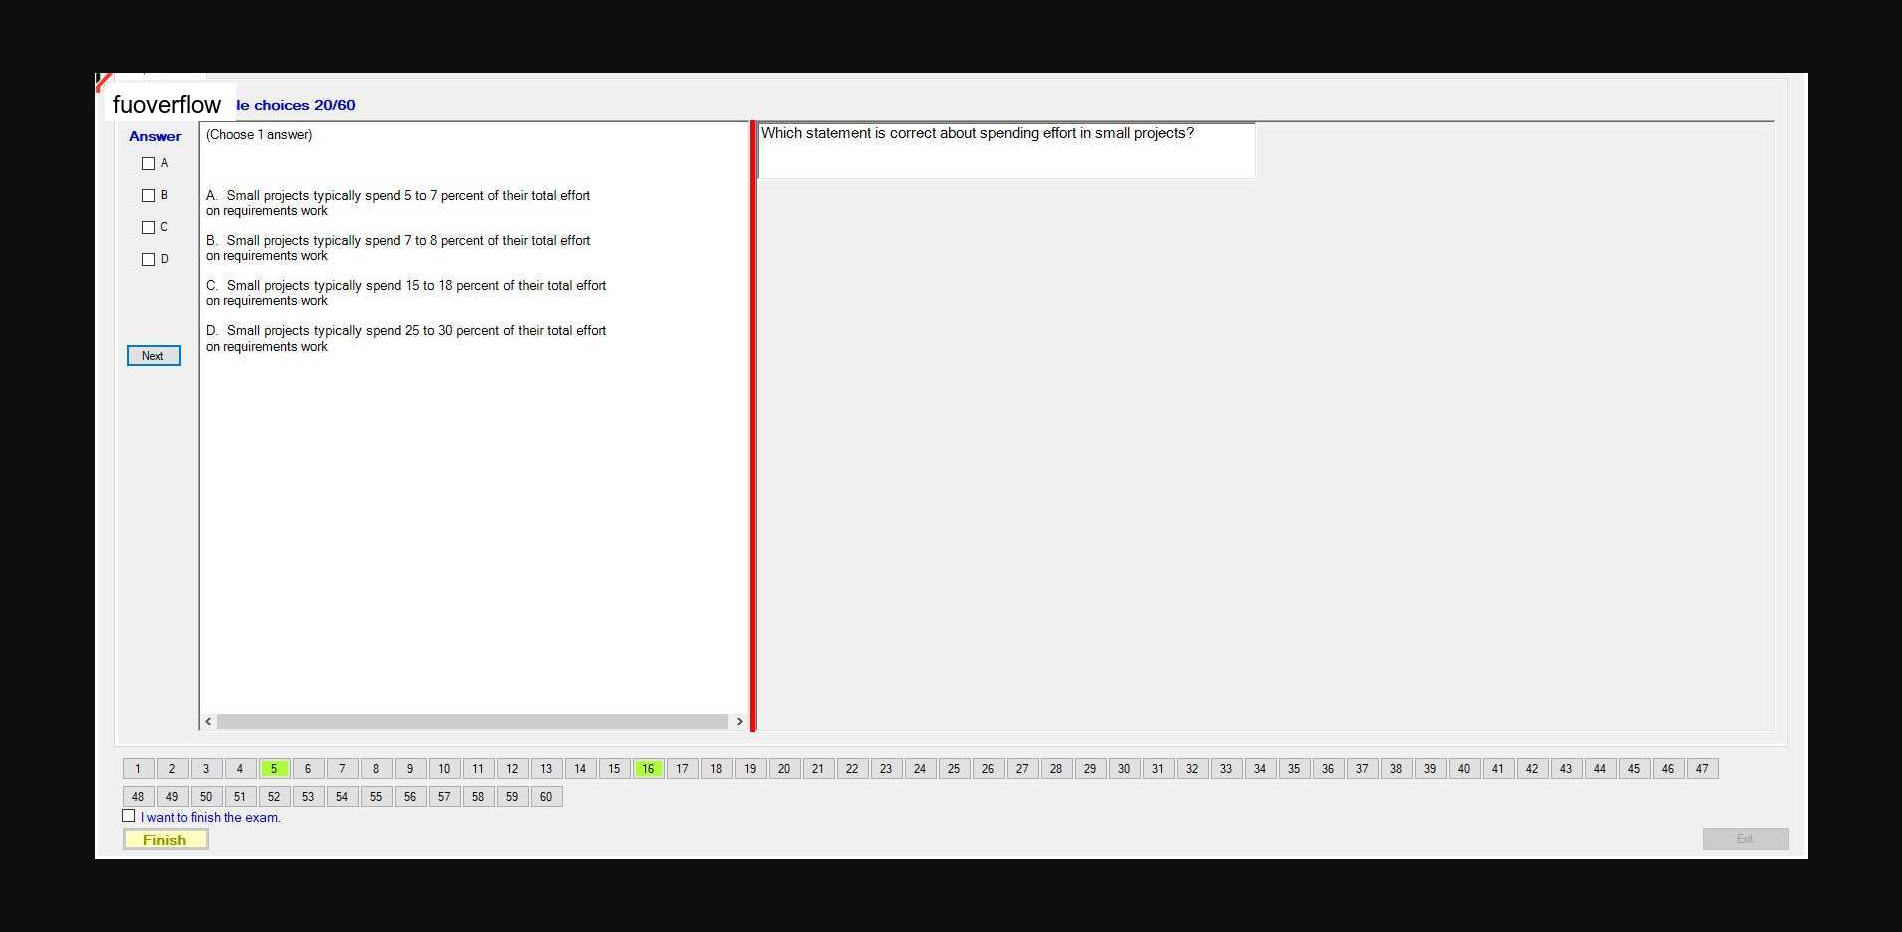 fuoverflow
le choices 20/60
Answer
A
B
C
D
Next
(Choose 1 answer)
A. Small projects typically spend 5 to 7 percent of their total effort
on requirements work
B. Small projects typically spend 7 to 8 percent of their total effort
on requirements work
C. Small projects typically spend 15 to 18 percent of their total effort
on requirements work
D. Small projects typically spend 25 to 30 percent of their total effort
on requirements work
Which statement is correct about spending effort in small projects?
1 2 3 4 5 6 7 8 9 10 11 12 13 14 15 16 17 18 19 20 21 22 23 24 25 26 27 28 29 30 31 32 33 34 35 36 37 38 39 40 41 42 43 44 45 46 47
48 49 50 51 52 53 54 55 56 57 58 59 60
I want to finish the exam.
Finish
Exit